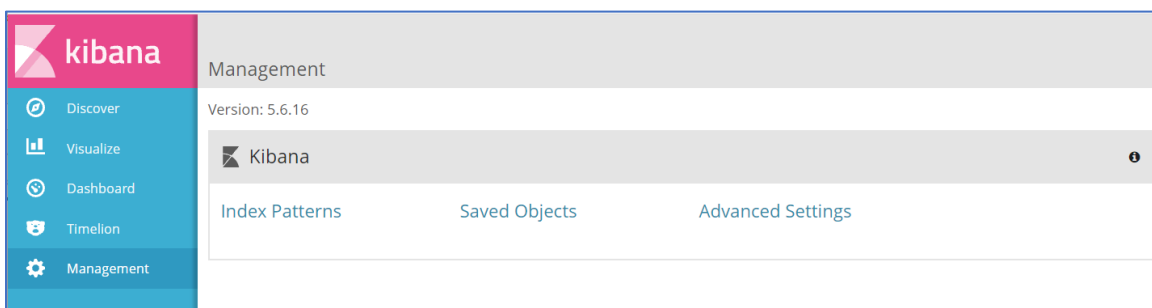 kibana
Discover
Visualize
Dashboard
Timelion
Management
Management
Version: 5.6.16
Kibana
Index Patterns Saved Objects Advanced Settings